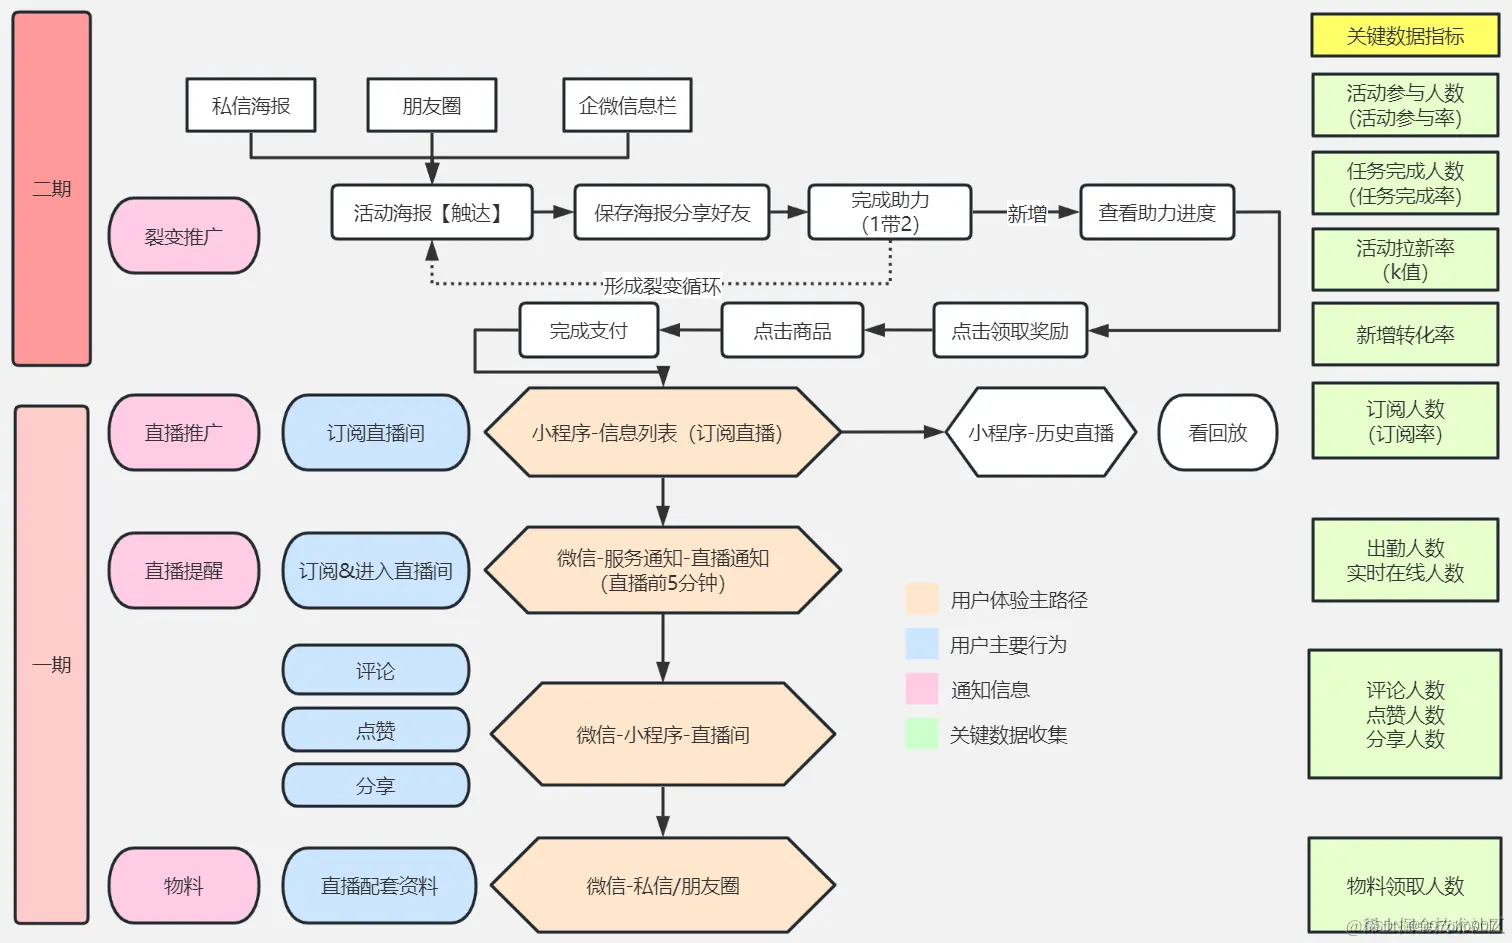 关键数据指标
二期
私信海报
朋友圈
企微信息栏
活动参与人数
(活动参与率)
裂变推广
活动海报【触达】
保存海报分享好友
完成助力
(1带2)
新增
查看助力进度
任务完成人数
(任务完成率)
形成裂变循环
活动拉新率
(k值)
完成支付
点击商品
点击领取奖励
新增转化率
一期
直播推广
订阅直播间
小程序-信息列表（订阅直播）
小程序-历史直播
看回放
订阅人数
(订阅率)
直播提醒
订阅&进入直播间
微信-服务通知-直播通知
（直播前5分钟）
出勤人数
实时在线人数
用户体验主路径
用户主要行为
通知信息
关键数据收集
评论
点赞
分享
微信-小程序-直播间
评论人数
点赞人数
分享人数
物料
直播配套资料
微信-私信/朋友圈
物料领取人数